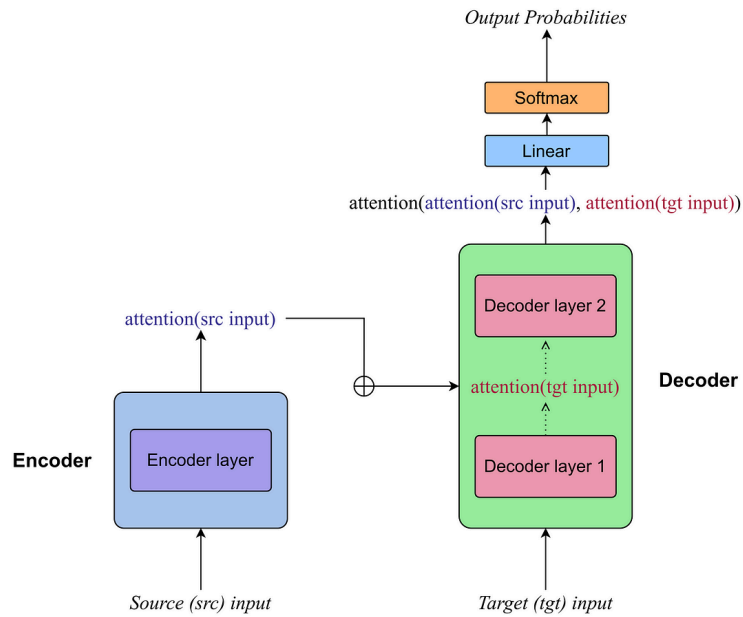 Output Probabilities
Softmax
Linear
attention(attention(src input), attention(tgt input))
Decoder layer 2
attention(src input)
attention(tgt input)
Decoder
Encoder
Encoder layer
Decoder layer 1
Source (src) input
Target (tgt) input